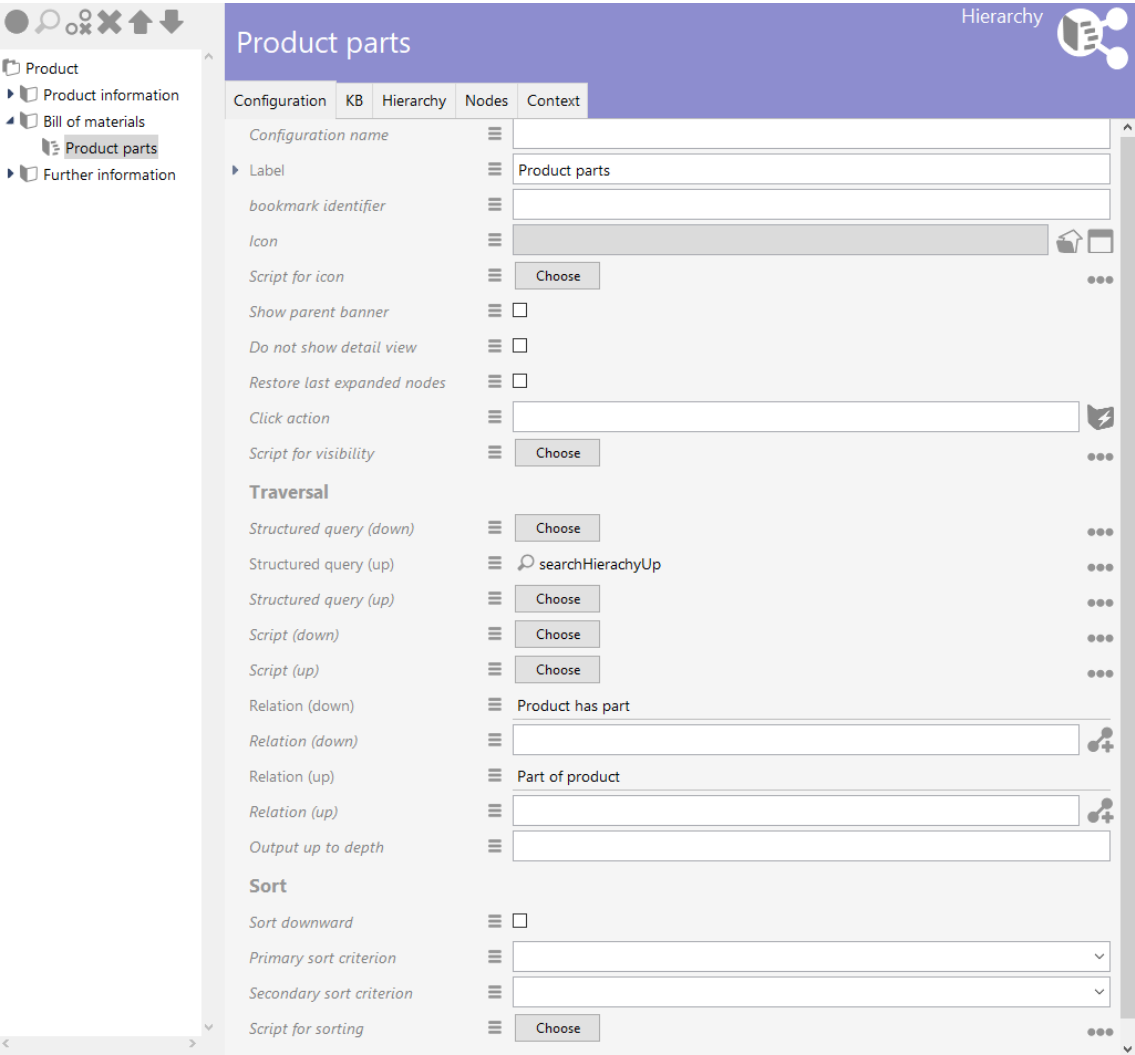 Hierarchy
Product parts
Product
Product information
Bill of materials
Product parts
Further information
Configuration KB Hierarchy Nodes Context
Configuration name
Label Product parts
bookmark identifier
Icon
Script for icon Choose
Show parent banner
Do not show detail view
Restore last expanded nodes
Click action
Script for visibility Choose
Traversal
Structured query (down) Choose
Structured query (up) searchHierachyUp
Structured query (up) Choose
Script (down) Choose
Script (up) Choose
Relation (down) Product has part
Relation (down)
Relation (up) Part of product
Relation (up)
Output up to depth
Sort
Sort downward
Primary sort criterion
Secondary sort criterion
Script for sorting Choose